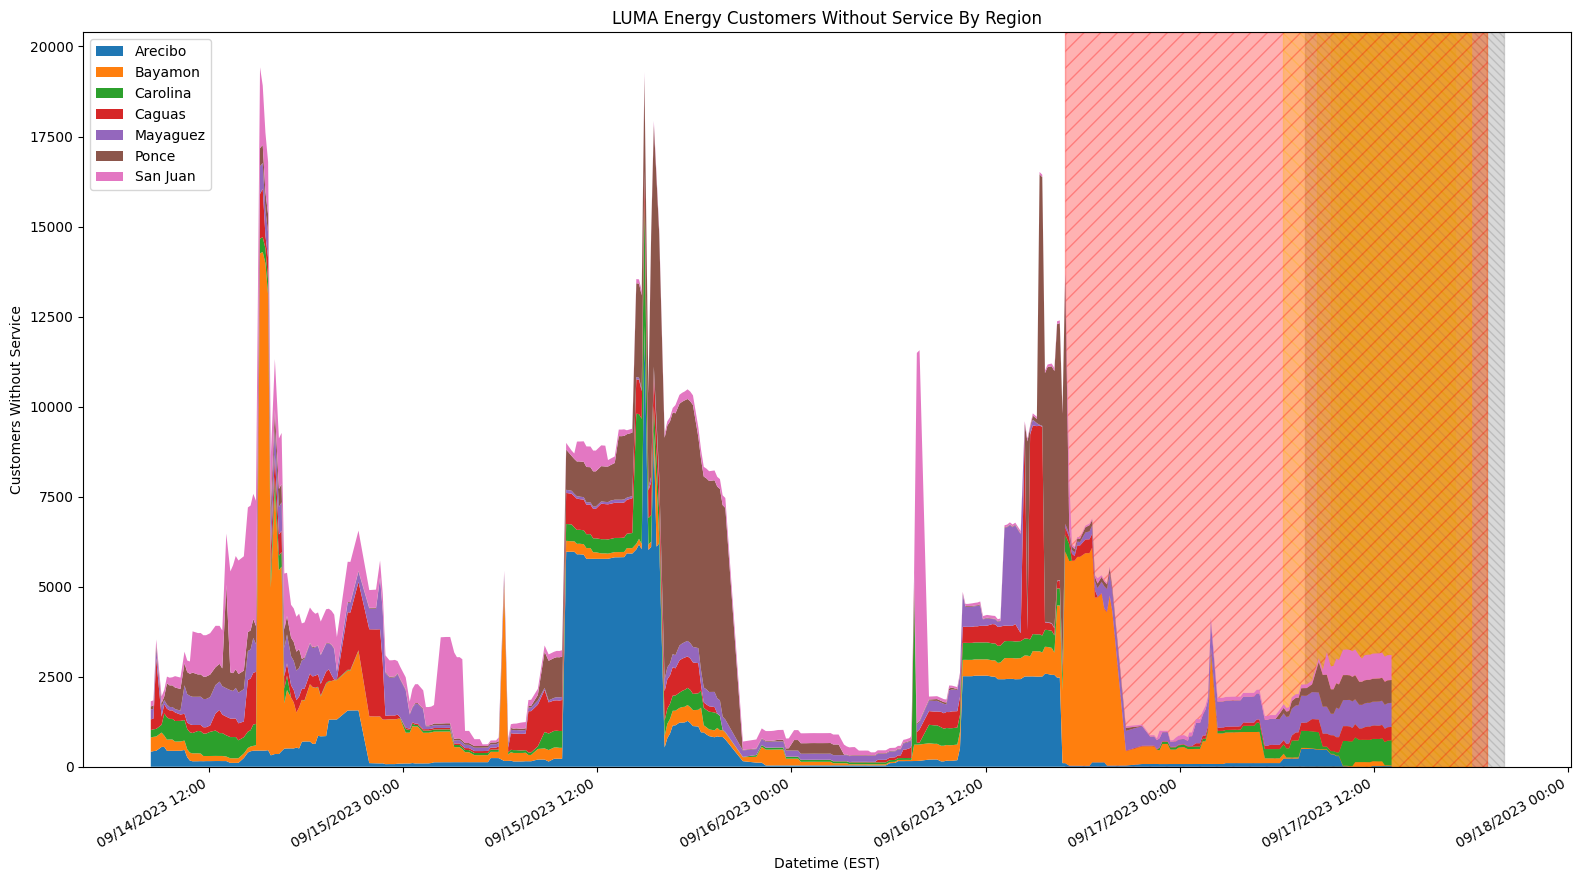 LUMA Energy Customers Without Service By Region
Arecibo
Bayamon
Carolina
Caguas
Mayaguez
Ponce
San Juan
20000
17500
15000
12500
10000
7500
5000
2500
0
Customers Without Service
09/14/2023 12:00
09/15/2023 00:00
09/15/2023 12:00
09/16/2023 00:00
09/16/2023 12:00
09/17/2023 00:00
09/17/2023 12:00
09/18/2023 00:00
Datetime (EST)